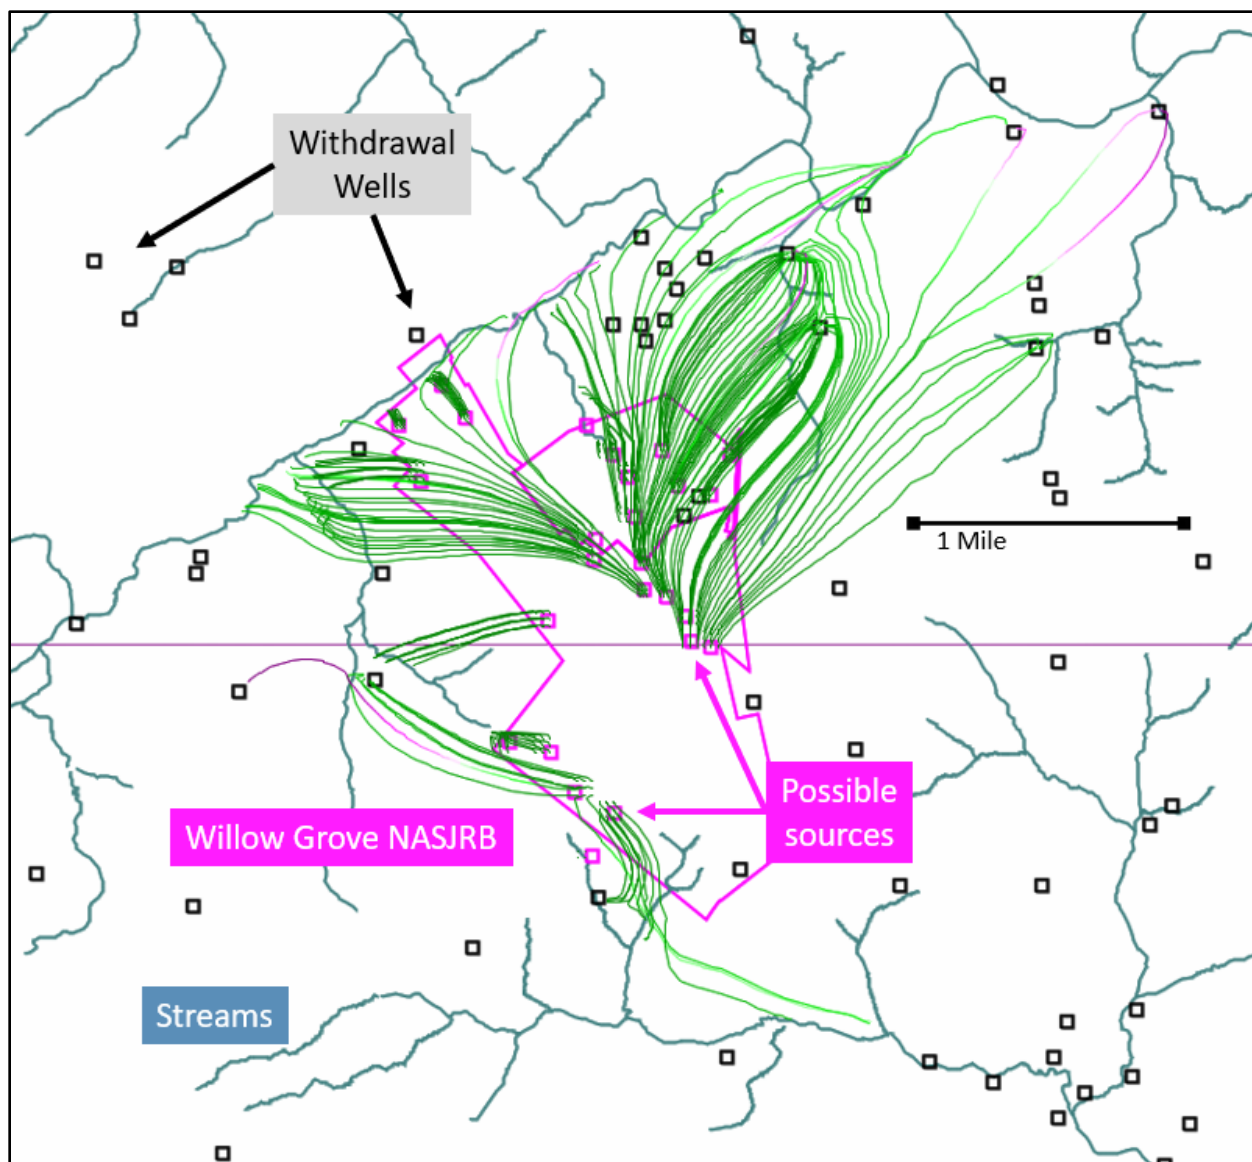 Withdrawal
Wells
1 Mile
Possible
sources
Willow Grove NASJRB
Streams